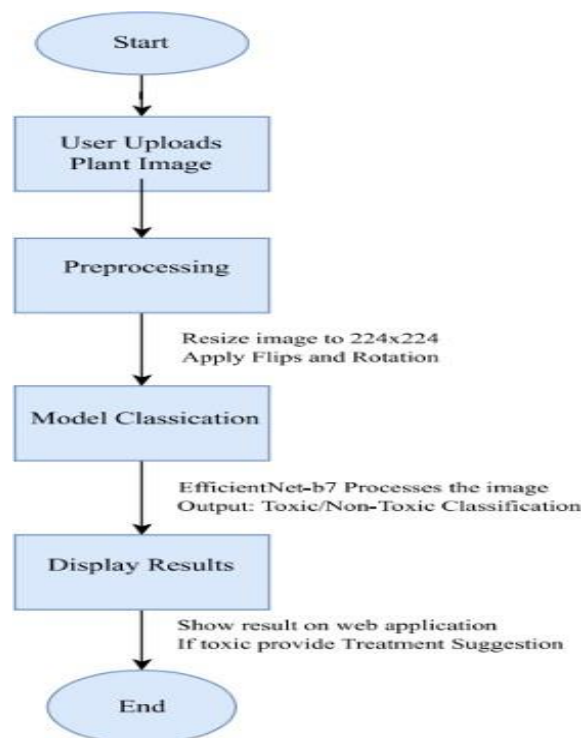 Start
User Uploads
Plant Image
Preprocessing
Resize image to 224x224
Apply Flips and Rotation
Model Classication
EfficientNet-b7 Processes the image
Output: Toxic/Non-Toxic Classification
Display Results
Show result on web application
If toxic provide Treatment Suggestion
End